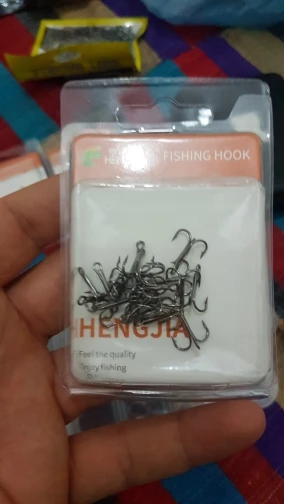 FISHING HOOK
HENGJIA
Feel the quality
Enjoy fishing